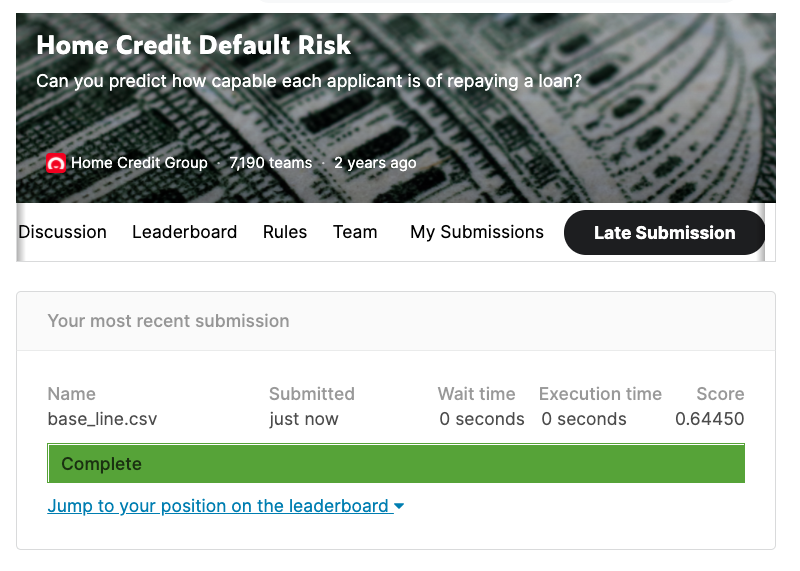 Home Credit Default Risk
Can you predict how capable each applicant is of repaying a loan?
Home Credit Group · 7,190 teams · 2 years ago
Discussion Leaderboard Rules Team My Submissions Late Submission
Your most recent submission
Name Submitted Wait time Execution time Score
base_line.csv just now 0 seconds 0 seconds 0.64450
Complete
Jump to your position on the leaderboard